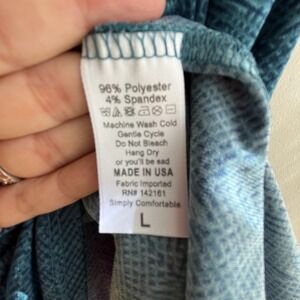 96% Polyester
4% Spandex
Machine Wash Cold
Gentle Cycle
Do Not Bleach
Hang Dry
or you'll be sad
MADE IN USA
Fabric Imported
RN# 142161
Simply Comfortable
L